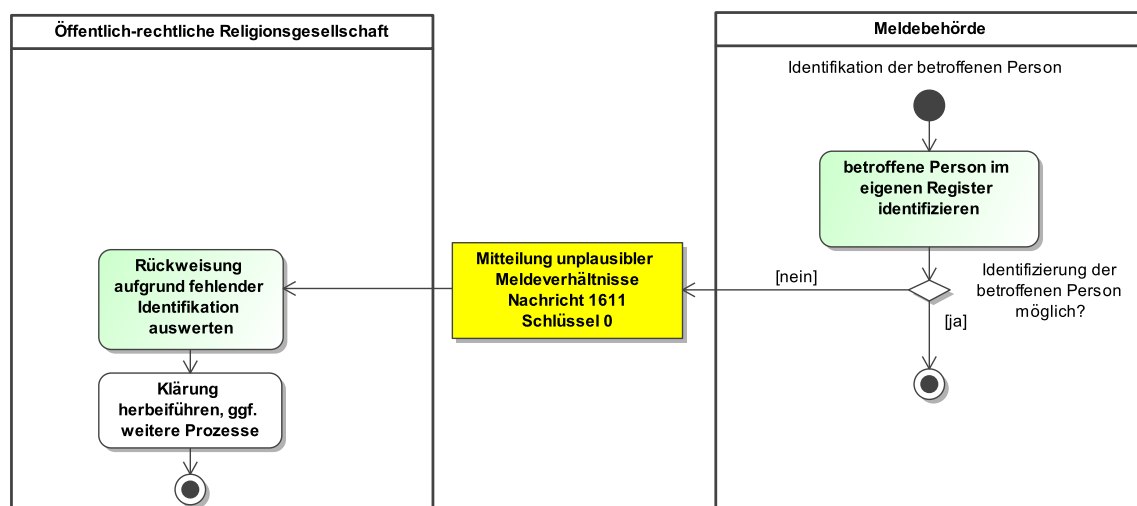 Öffentlich-rechtliche Religionsgesellschaft
Meldebehörde
Identifikation der betroffenen Person
betroffene Person im
eigenen Register
identifizieren
Identifizierung der
betroffenen Person
möglich?
[nein]
[ja]
Mitteilung unplausibler
Meldeverhältnisse
Nachricht 1611
Schlüssel 0
Rückweisung
aufgrund fehlender
Identifikation
auswerten
Klärung
herbeiführen, ggf.
weitere Prozesse